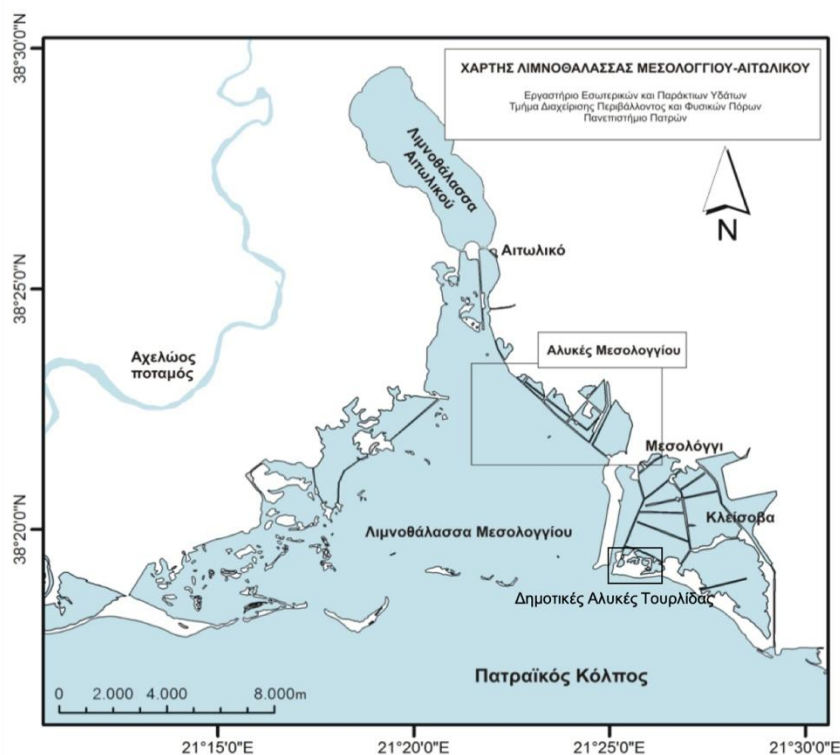 ΧΑΡΤΗΣ ΛΙΜΝΟΘΑΛΑΣΣΑΣ ΜΕΣΟΛΟΓΓΙΟΥ-ΑΙΤΩΛΙΚΟΥ
Εργαστήριο Εσωτερικών και Παράκτιων Υδάτων
Τμήμα Διαχείρισης Περιβάλλοντος και Φυσικών Πόρων
Πανεπιστήμιο Πατρών
38°30'0"N
Λιμνοθάλασσα
Αιτωλικού
N
Αιτωλικό
38°25'0"N
Αλυκές Μεσολογγίου
Αχελώος
ποταμός
Μεσολόγγι
Κλείσοβα
38°20'0"N
Λιμνοθάλασσα Μεσολογγίου
Δημοτικές Αλυκές Τουρλίδας
Πατραϊκός Κόλπος
0 2.000 4.000 8.000m
21°15'0"E 21°20'0"E 21°25'0"E 21°30'0"E